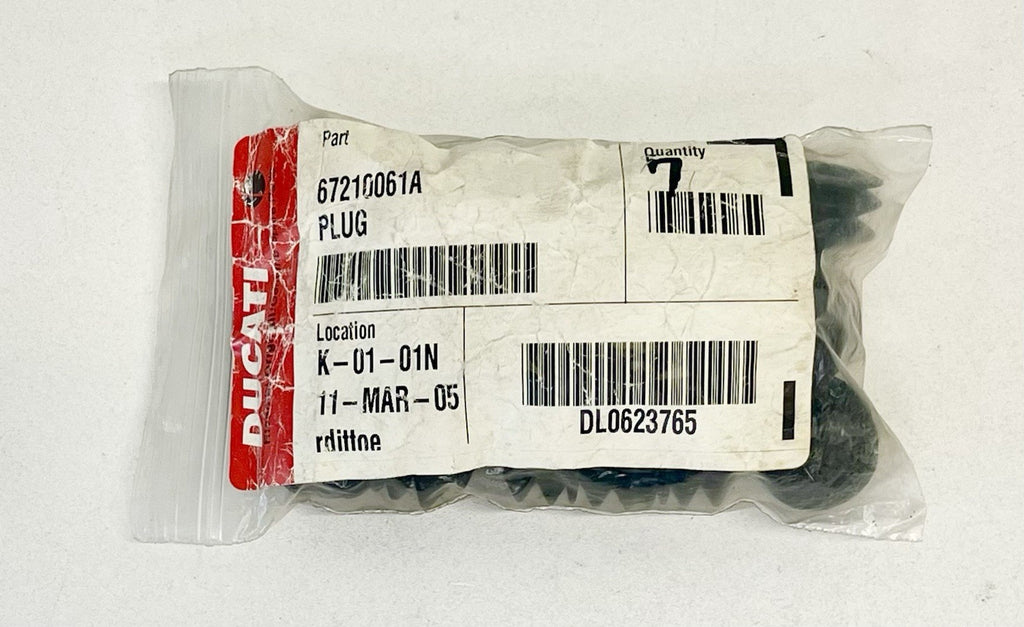 DUCATI
Part
67210061A
PLUG
Quantity
7
Location
K-01-01N
11-MAR-05
rdittoe
DL0623765